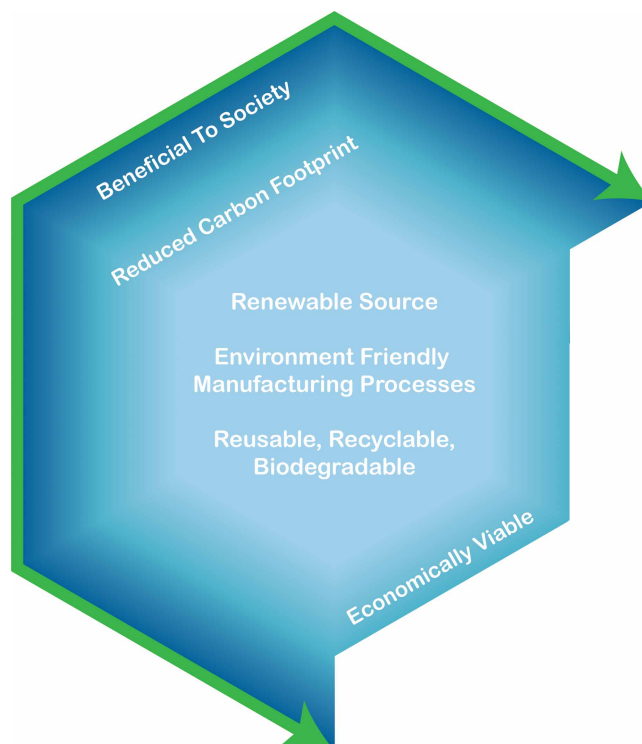 Beneficial To Society
Reduced Carbon Footprint
Renewable Source
Environment Friendly
Manufacturing Processes
Reusable, Recyclable,
Biodegradable
Economically Viable